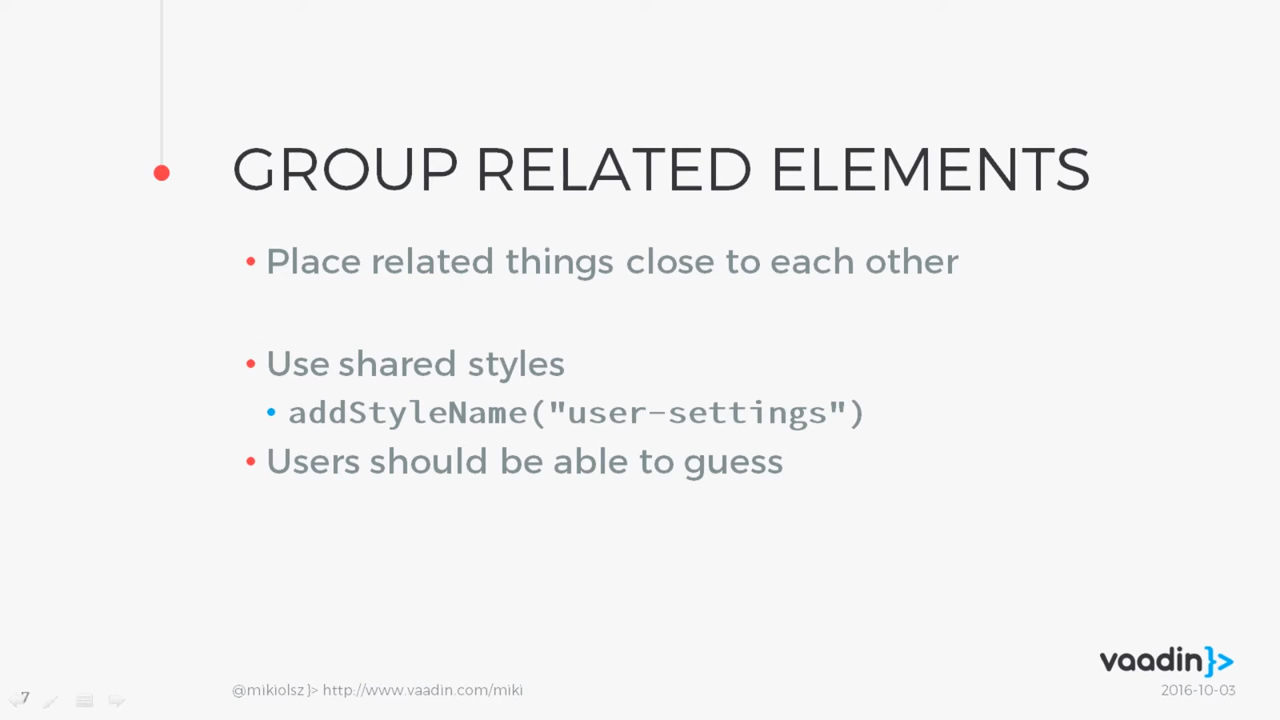 GROUP RELATED ELEMENTS
• Place related things close to each other
• Use shared styles
• addStyleName("user-settings")
• Users should be able to guess
vaadin}>
7
@mikiolsz }> http://www.vaadin.com/miki
2016-10-03